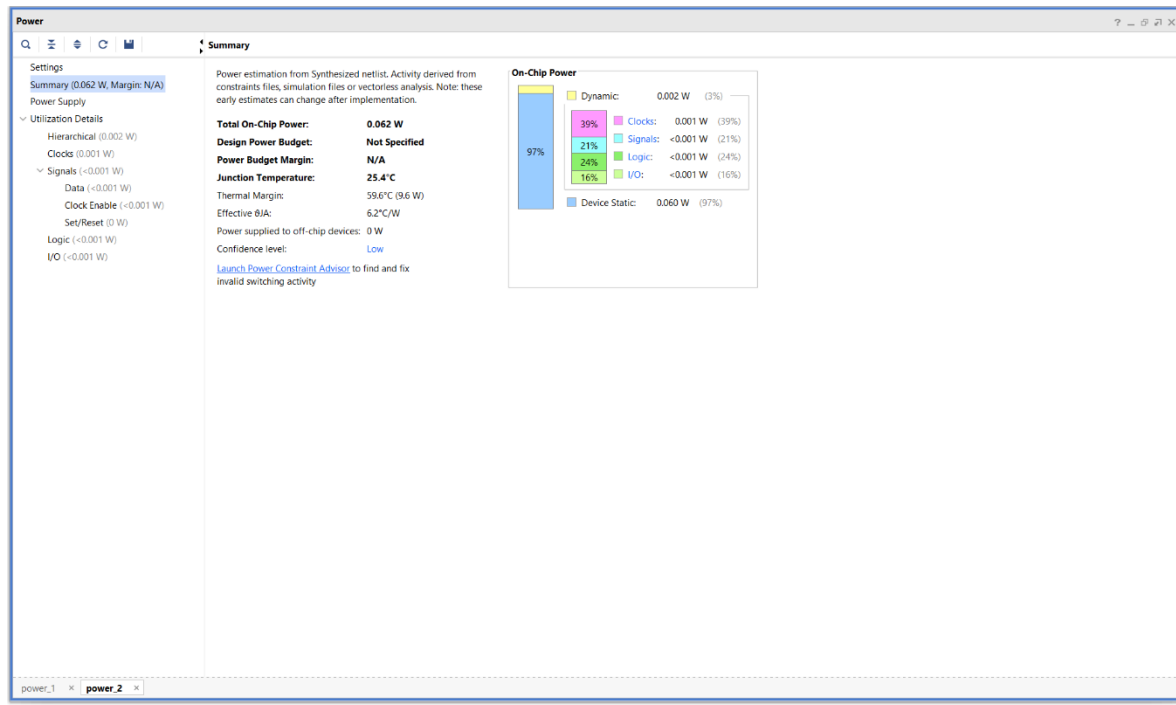 Power
Summary
Settings
Summary (0.062 W, Margin: N/A)
Power Supply
Utilization Details
Hierarchical (0.002 W)
Clocks (0.001 W)
Signals (<0.001 W)
Data (<0.001 W)
Clock Enable (<0.001 W)
Set/Reset (0 W)
Logic (<0.001 W)
I/O (<0.001 W)
Power estimation from Synthesized netlist. Activity derived from
constraints files, simulation files or vectorless analysis. Note: these
early estimates can change after implementation.
Total On-Chip Power: 0.062 W
Design Power Budget: Not Specified
Power Budget Margin: N/A
Junction Temperature: 25.4°C
Thermal Margin: 59.6°C (9.6 W)
Effective θJA: 6.2°C/W
Power supplied to off-chip devices: 0 W
Confidence level: Low
Launch Power Constraint Advisor to find and fix
invalid switching activity
On-Chip Power
Dynamic: 0.002 W (3%)
39% Clocks: 0.001 W (39%)
21% Signals: <0.001 W (21%)
97%
24% Logic: <0.001 W (24%)
16% I/O: <0.001 W (16%)
Device Static: 0.060 W (97%)
power_1 × power_2 ×